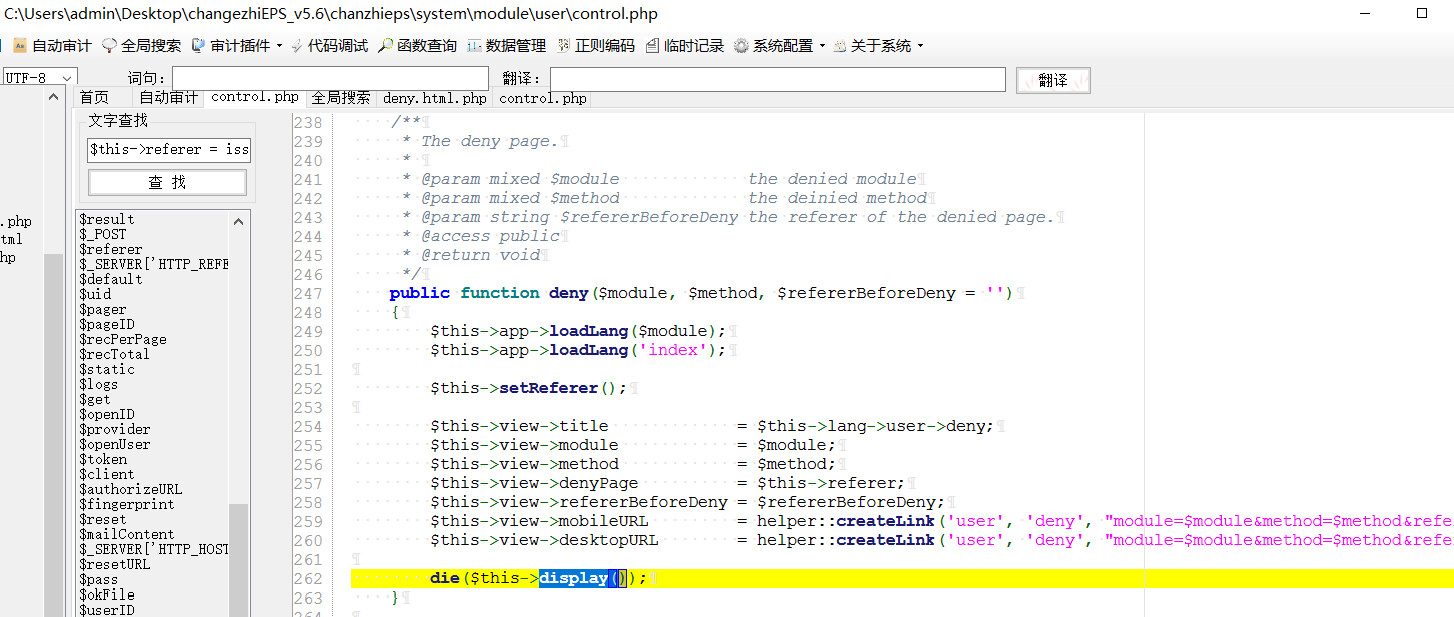 C:\Users\admin\Desktop\changezhiEPS_v5.6\chanzhieps\system\module\user\control.php
自动审计 全局搜索 审计插件 代码调试 函数查询 数据管理 正则编码 临时记录 系统配置 关于系统
UTF-8 词句： 翻译： 翻译
首页 自动审计 control.php 全局搜索 deny.html.php control.php
文字查找
$this->referer = iss
查 找
.php
tml
hp
$result
$_POST
$referer
$_SERVER['HTTP_REFE
$default
$uid
$pager
$pageID
$recPerPage
$recTotal
$static
$logs
$get
$openID
$provider
$openUser
$token
$client
$authorizeURL
$fingerprint
$reset
$mailContent
$_SERVER['HTTP_HOST
$resetURL
$pass
$okFile
$userID
238 /**
239 * The deny page.
240 *
241 * @param mixed $module the denied module
242 * @param mixed $method the deinied method
243 * @param string $refererBeforeDeny the referer of the denied page.
244 * @access public
245 * @return void
246 */
247 public function deny($module, $method, $refererBeforeDeny = '')
248 {
249 $this->app->loadLang($module);
250 $this->app->loadLang('index');
251
252 $this->setReferer();
253
254 $this->view->title = $this->lang->user->deny;
255 $this->view->module = $module;
256 $this->view->method = $method;
257 $this->view->denyPage = $this->referer;
258 $this->view->refererBeforeDeny = $refererBeforeDeny;
259 $this->view->mobileURL = helper::createLink('user', 'deny', "module=$module&method=$method&refe
260 $this->view->desktopURL = helper::createLink('user', 'deny', "module=$module&method=$method&refe
261
262 die($this->display());
263 }
264